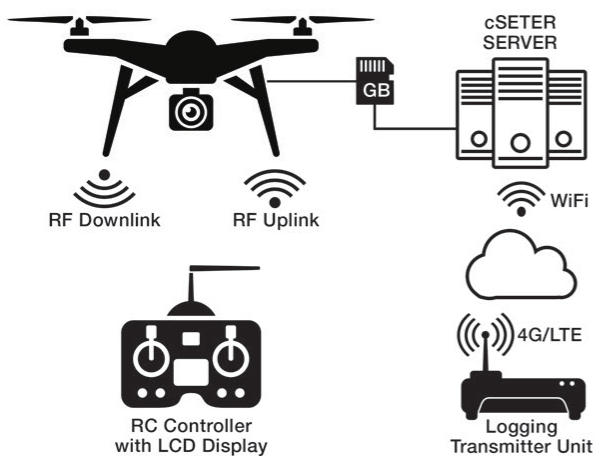 cSETER
SERVER
GB
WiFi
RF Downlink
RF Uplink
4G/LTE
RC Controller
with LCD Display
Logging
Transmitter Unit